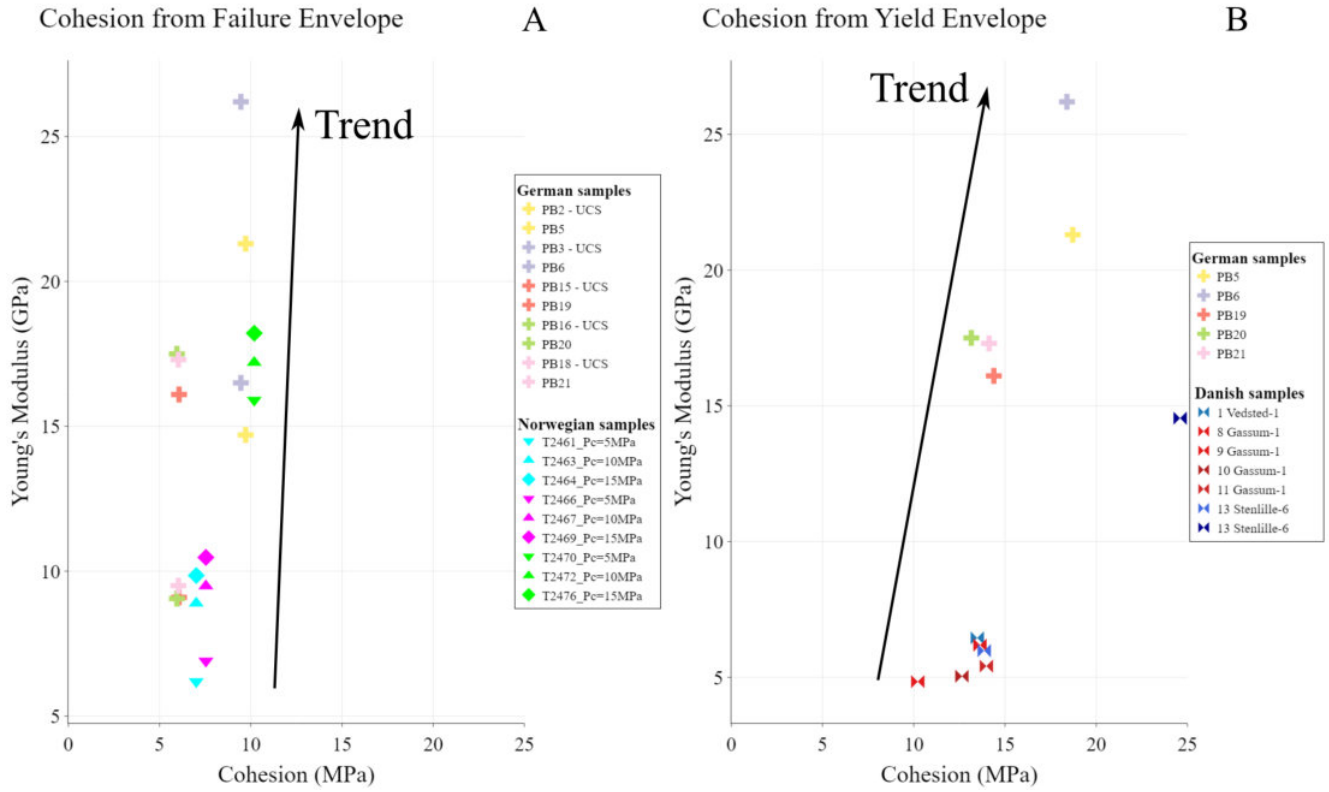 Cohesion from Failure Envelope
A
Trend
Young's Modulus (GPa)
25
20
15
10
5
0
5
10
15
20
25
Cohesion (MPa)
German samples
PB2 - UCS
PB5
PB3 - UCS
PB6
PB15 - UCS
PB19
PB16 - UCS
PB20
PB18 - UCS
PB21
Norwegian samples
T2461_Pc=5MPa
T2463_Pc=10MPa
T2464_Pc=15MPa
T2466_Pc=5MPa
T2467_Pc=10MPa
T2469_Pc=15MPa
T2470_Pc=5MPa
T2472_Pc=10MPa
T2476_Pc=15MPa
Cohesion from Yield Envelope
B
Trend
Young's Modulus (GPa)
25
20
15
10
5
0
5
10
15
20
25
Cohesion (MPa)
German samples
PB5
PB6
PB19
PB20
PB21
Danish samples
1 Vedsted-1
8 Gassum-1
9 Gassum-1
10 Gassum-1
11 Gassum-1
13 Stenlille-6
13 Stenlille-6